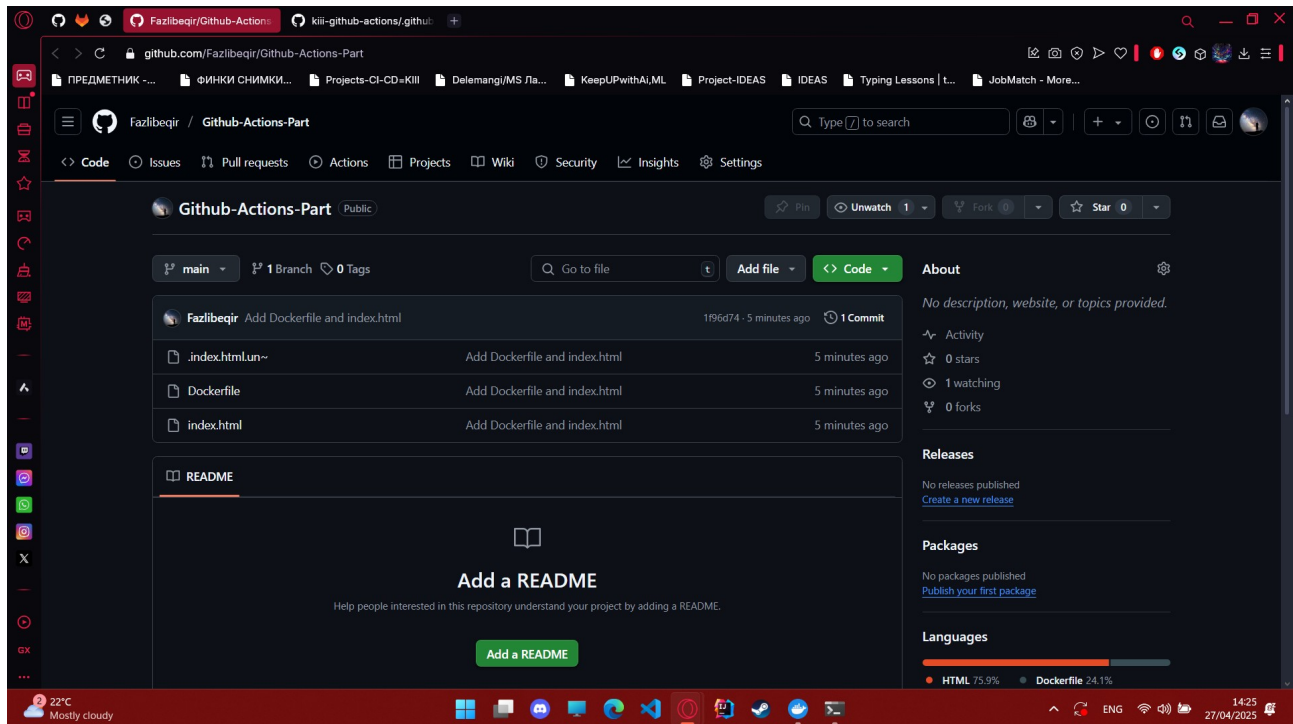 Fazlibeqir/Github-Actions
kiii-github-actions/.github
github.com/Fazlibeqir/Github-Actions-Part
ПРЕДМЕТНИК -...
ФИНКИ СНИМКИ...
Projects-CI-CD=KIII
Delemangi/MS Ла...
KeepUPwithAi,ML
Project-IDEAS
IDEAS
Typing Lessons | t...
JobMatch - More...
Fazlibeqir / Github-Actions-Part
Type / to search
Code
Issues
Pull requests
Actions
Projects
Wiki
Security
Insights
Settings
Github-Actions-Part Public
Pin
Unwatch 1
Fork 0
Star 0
main
1 Branch
0 Tags
Go to file t
Add file
<> Code
Fazlibeqir Add Dockerfile and index.html 1f96d74 · 5 minutes ago 1 Commit
.index.html.un~ Add Dockerfile and index.html 5 minutes ago
Dockerfile Add Dockerfile and index.html 5 minutes ago
index.html Add Dockerfile and index.html 5 minutes ago
README
Add a README
Help people interested in this repository understand your project by adding a README.
Add a README
About
No description, website, or topics provided.
Activity
0 stars
1 watching
0 forks
Releases
No releases published
Create a new release
Packages
No packages published
Publish your first package
Languages
HTML 75.9% Dockerfile 24.1%
GX
2
22°C
Mostly cloudy
ENG
14:25
27/04/2025